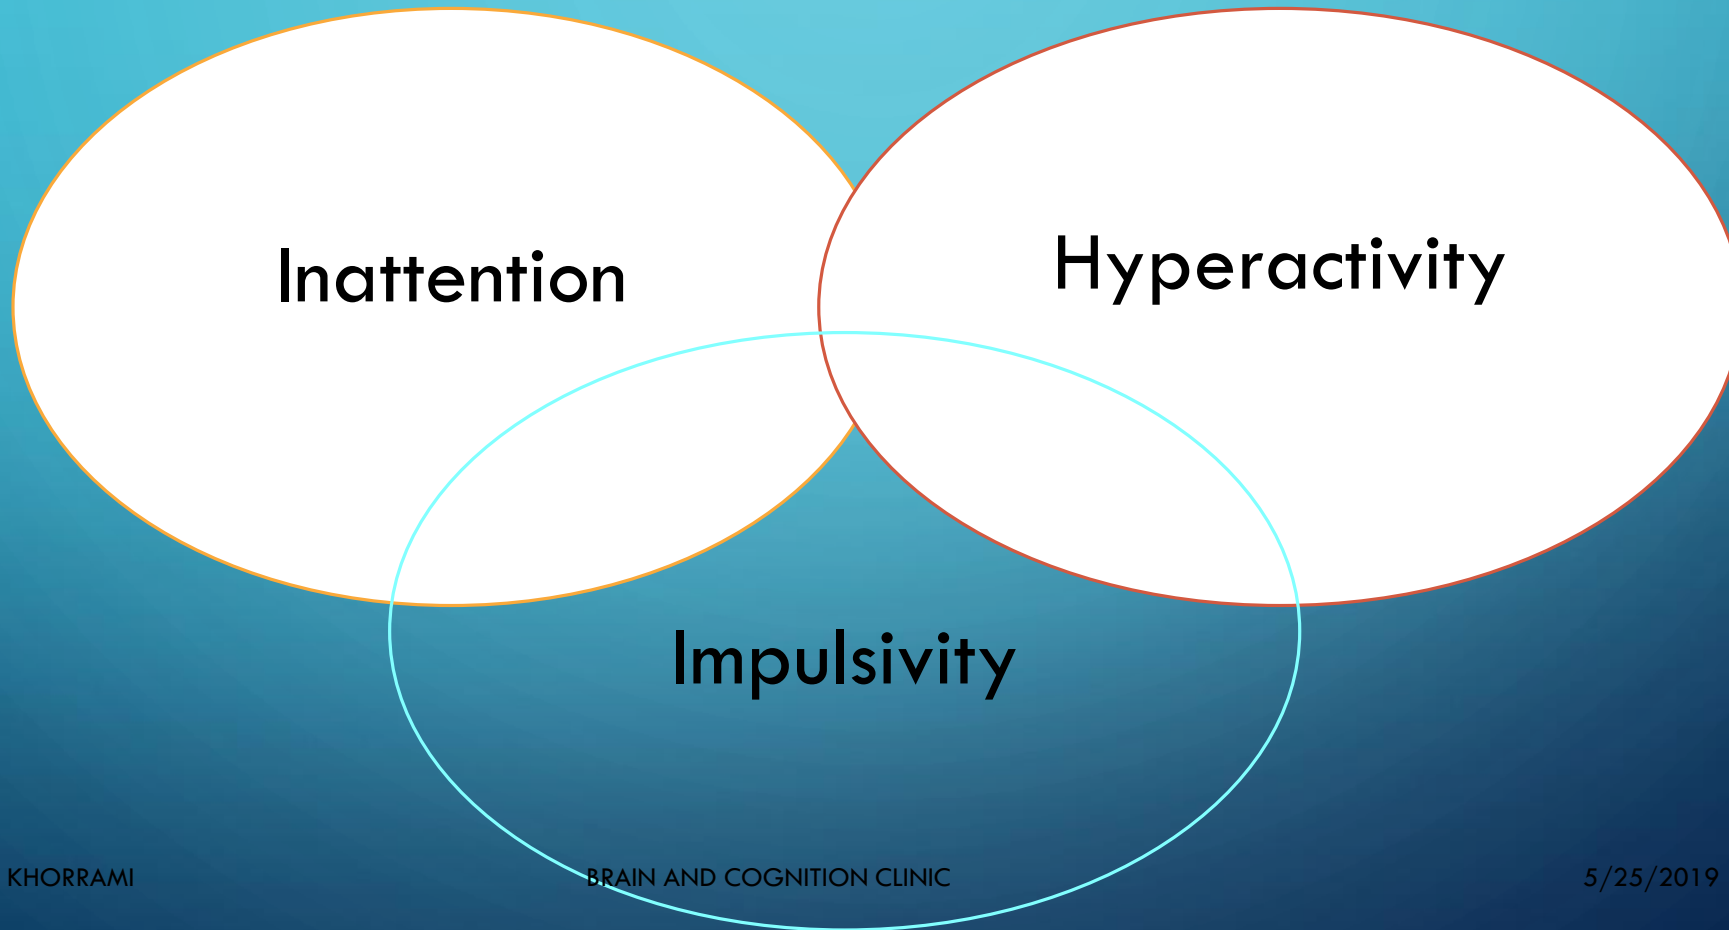 Inattention
Hyperactivity
Impulsivity
KHORRAMI
BRAIN AND COGNITION CLINIC
5/25/2019